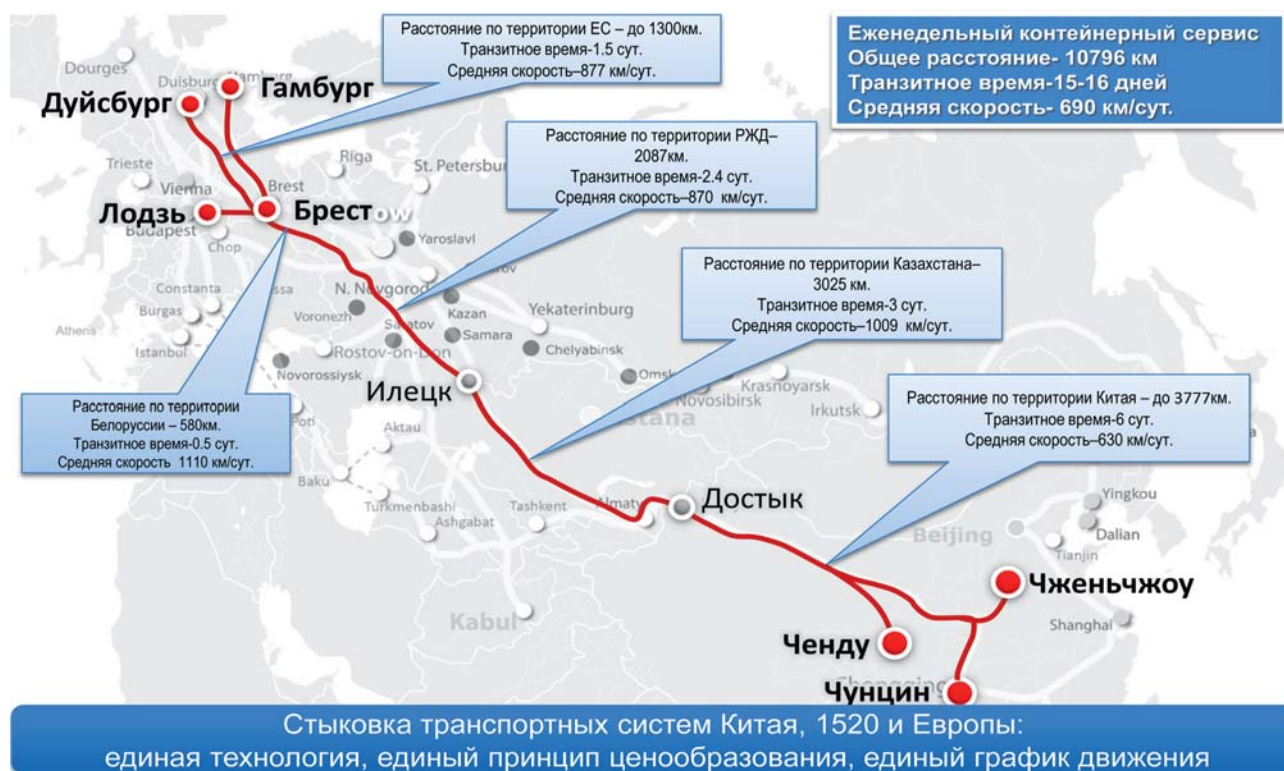 Расстояние по территории ЕС – до 1300км.
Транзитное время-1.5 сут.
Средняя скорость–877 км/сут.
Еженедельный контейнерный сервис
Общее расстояние- 10796 км
Транзитное время-15-16 дней
Средняя скорость- 690 км/сут.
Dourges
Duisburg
Гамбург
Дуйсбург
Расстояние по территории РЖД–
2087км.
Транзитное время-2.4 сут.
Средняя скорость–870 км/сут.
Trieste
Riga
St. Petersburg
Vienna
Brest
Лодзь
Брест
ow
Budapest
Chop
Yaroslavl
Расстояние по территории Казахстана–
3025 км.
Транзитное время-3 сут.
Средняя скорость–1009 км/сут.
Constanta
N. Novgorod
Burgas
Voronezh
Kazan
Yekaterinburg
Athens
Istanbul
Saratov
Samara
Rostov-on-Don
Chelyabinsk
Novorossiysk
Omsk
Novosibirsk
Krasnoyarsk
Irkutsk
Илецк
Расстояние по территории Китая – до 3777км.
Транзитное время-6 сут.
Средняя скорость–630 км/сут.
Расстояние по территории
Белоруссии – 580км.
Транзитное время-0.5 сут.
Средняя скорость 1110 км/сут.
Poti
Aktau
Astana
Baku
Turkmenbashi
Ashgabat
Tashkent
Almaty
Достык
Yingkou
Beijing
Dalian
Tianjin
Чженьчжоу
Kabul
Shanghai
Ченду
Chongqing
Чунцин
Стыковка транспортных систем Китая, 1520 и Европы:
единая технология, единый принцип ценообразования, единый график движения